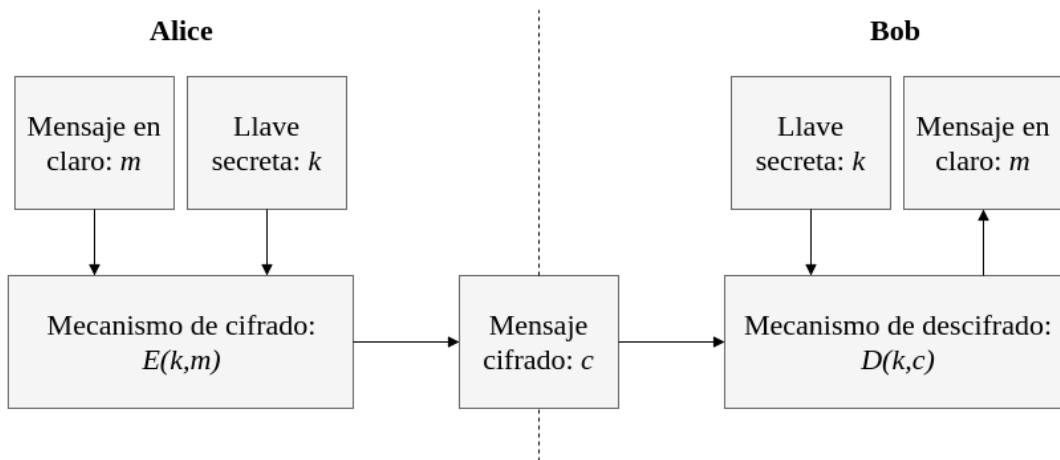 Alice
Bob
Mensaje en
claro: m
Llave
secreta: k
Llave
secreta: k
Mensaje en
claro: m
Mecanismo de cifrado:
E(k,m)
Mensaje
cifrado: c
Mecanismo de descifrado:
D(k,c)